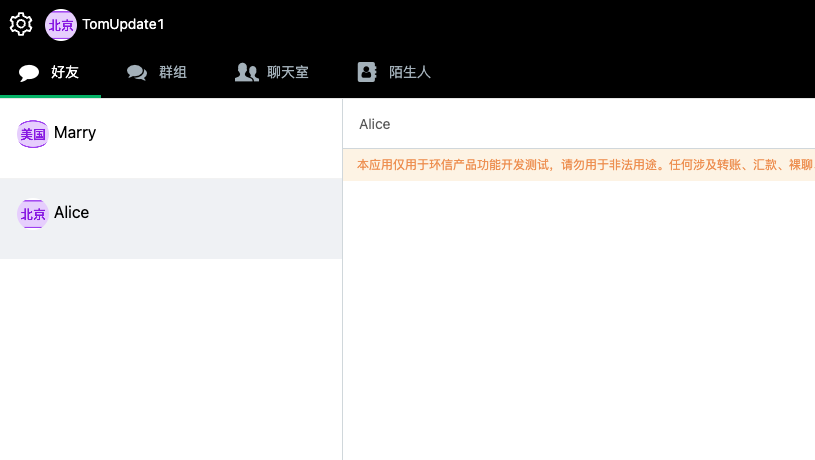 北京 TomUpdate1
好友 群组 聊天室 陌生人
美国 Marry
北京 Alice
Alice
本应用仅用于环信产品功能开发测试，请勿用于非法用途。任何涉及转账、汇款、裸聊